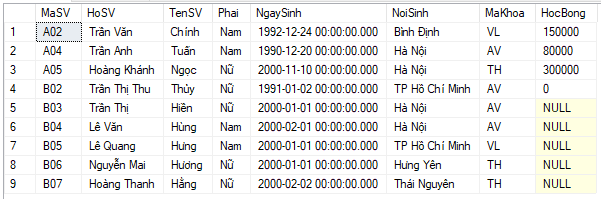 MaSV HoSV TenSV Phai NgaySinh NoiSinh MaKhoa HocBong
1 A02 Trần Văn Chính Nam 1992-12-24 00:00:00.000 Bình Định VL 150000
2 A04 Trần Anh Tuấn Nam 1990-12-20 00:00:00.000 Hà Nội AV 80000
3 A05 Hoàng Khánh Ngọc Nữ 2000-11-10 00:00:00.000 Hà Nội TH 300000
4 B02 Trần Thị Thu Thủy Nữ 1991-01-02 00:00:00.000 TP Hồ Chí Minh AV 0
5 B03 Trần Thị Hiền Nữ 2000-01-01 00:00:00.000 Hà Nội AV NULL
6 B04 Lê Văn Hùng Nam 2000-02-01 00:00:00.000 Hà Nội AV NULL
7 B05 Lê Quang Hưng Nam 2000-01-01 00:00:00.000 TP Hồ Chí Minh VL NULL
8 B06 Nguyễn Mai Hương Nữ 2000-01-01 00:00:00.000 Hưng Yên TH NULL
9 B07 Hoàng Thanh Hằng Nữ 2000-02-02 00:00:00.000 Thái Nguyên TH NULL